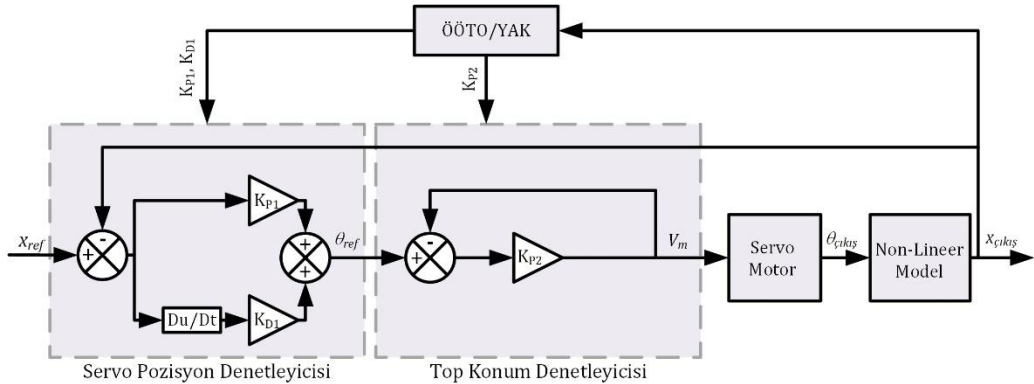 ÖÖTO/YAK
K_P1, K_D1
K_P2
x_ref
+
-
K_P1
Du/Dt
K_D1
+
+
θ_ref
+
-
K_P2
V_m
Servo
Motor
θ_çıkış
Non-Lineer
Model
x_çıkış
Servo Pozisyon Denetleyicisi
Top Konum Denetleyicisi